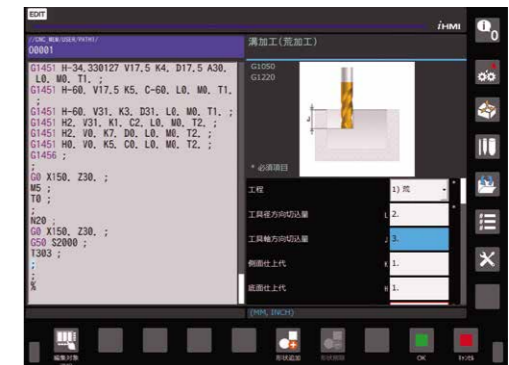 EDIT
iHMI
//CNC_MEM/USER/PATH1/
O0001
溝加工(荒加工)
0
G1451 H-34.330127 V17.5 K4. D17.5 A30.
L0. M0. T1. ;
G1451 H-60. V17.5 K5. C-60. L0. M0. T1.
;
G1451 H-60. V31. K3. D31. L0. M0. T1. ;
G1451 H2. V31. K1. C2. L0. M0. T2. ;
G1451 H2. V0. K7. D0. L0. M0. T2. ;
G1451 H0. V0. K5. C0. L0. M0. T2. ;
G1456 ;
;
G0 X150. Z30. ;
M5 ;
T0 ;
;
N20 ;
G0 X150. Z30. ;
G50 S2000 ;
T303 ;
;
;
%
G1050
G1220
J
* 必須項目
工程 1) 荒 *
工具径方向切込量 L 2. *
工具軸方向切込量 J 3.
側面仕上代 K 1.
底面仕上代 H 1.
(MM, INCH)
編集対象
形状追加
形状削除
OK
キャンセル